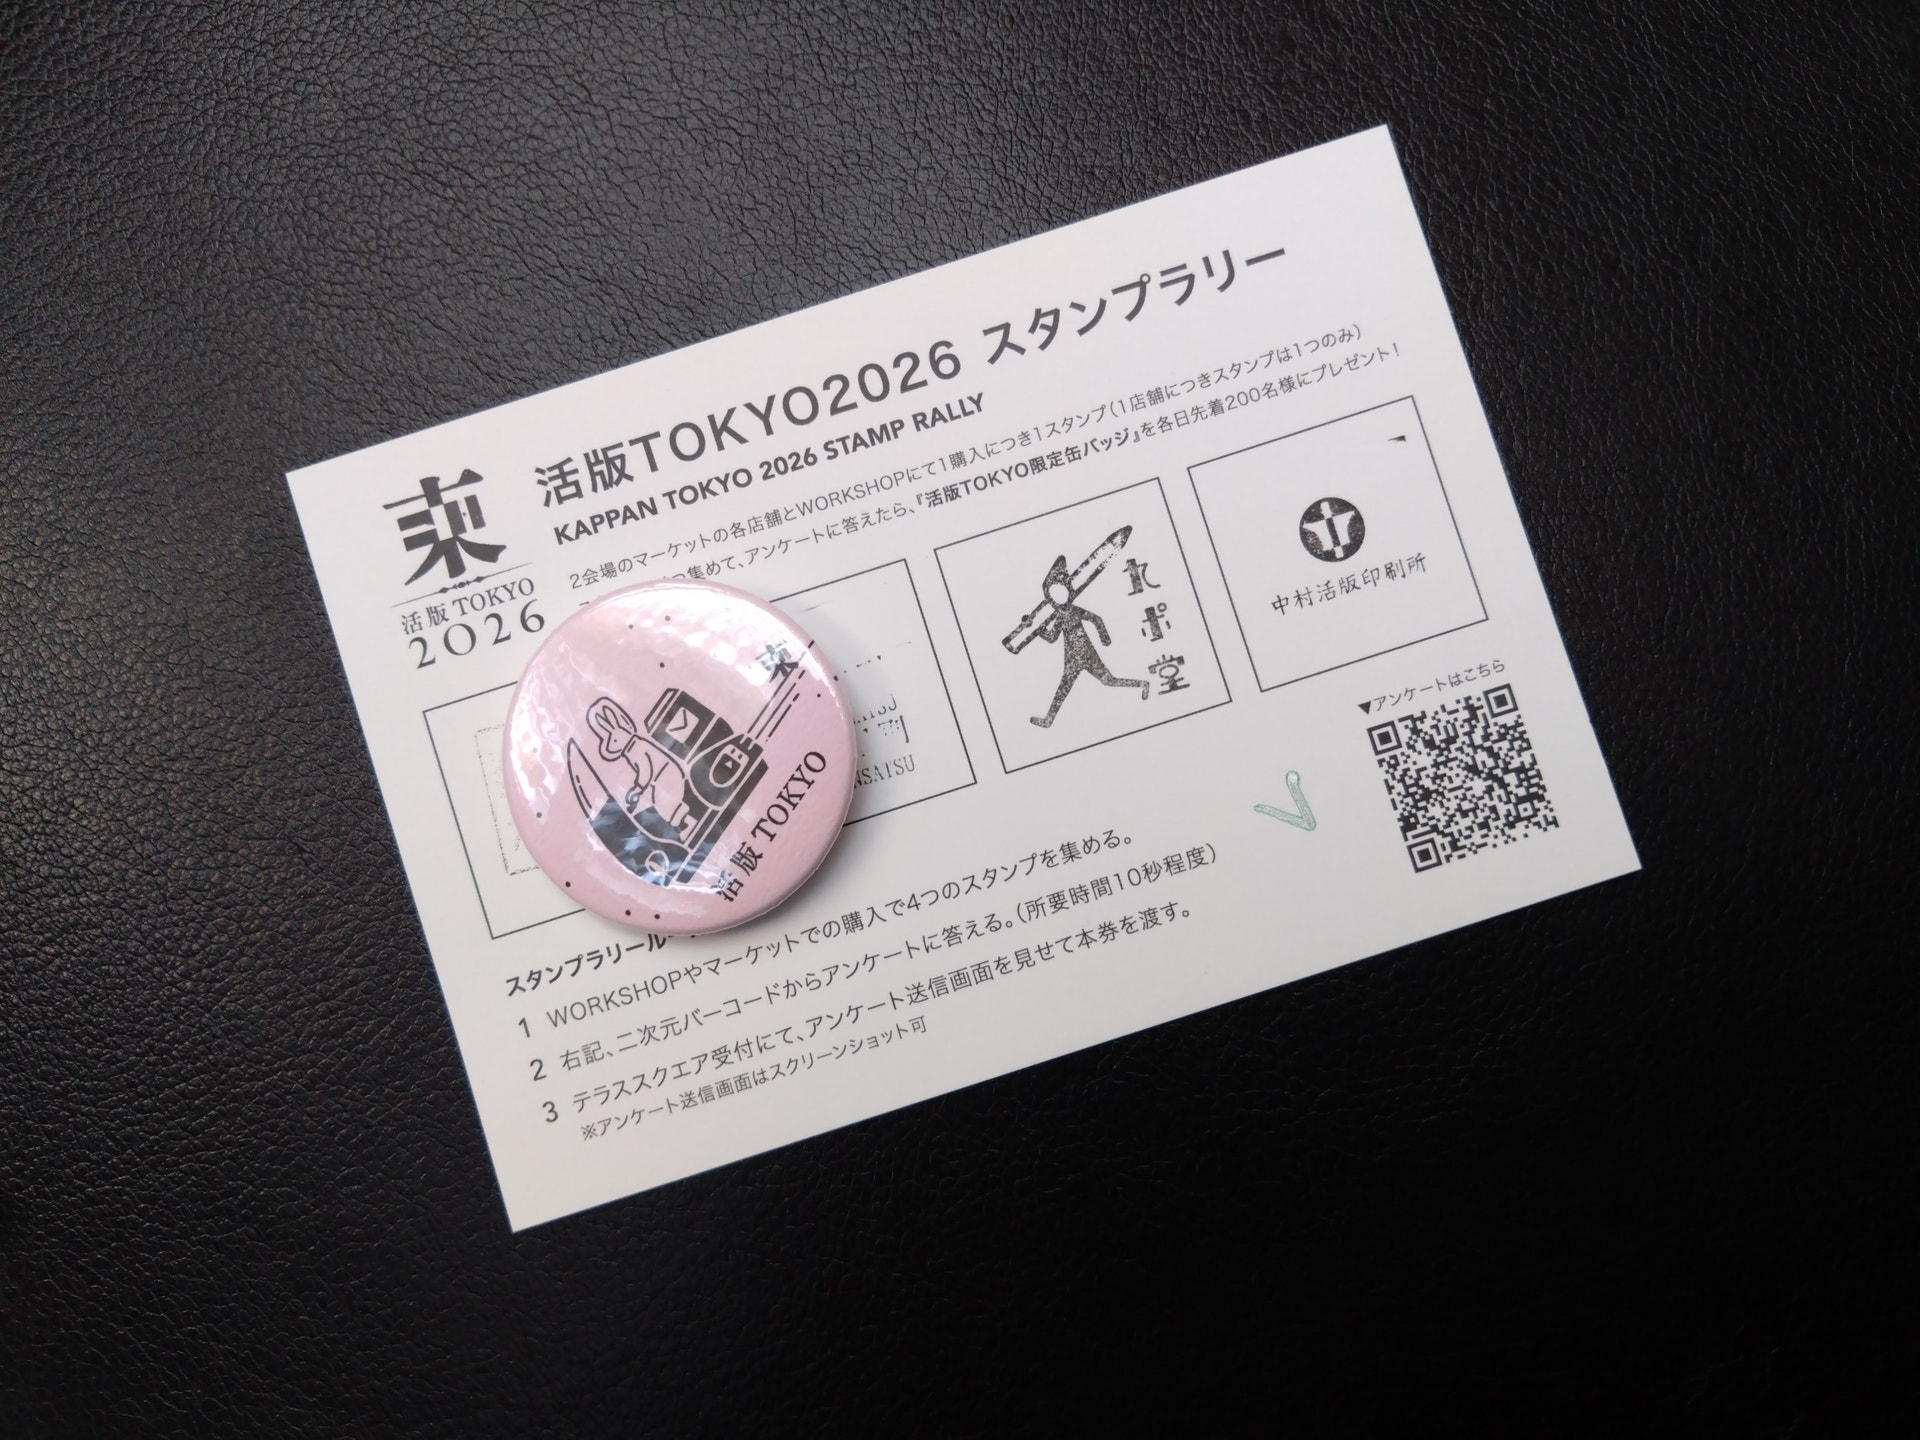 活版TOKYO2026 スタンプラリー
KAPPAN TOKYO 2026 STAMP RALLY
2会場のマーケットの各店舗とWORKSHOPにて1購入につき1スタンプ（1店舗につきスタンプは1つのみ）
集めて、アンケートに答えたら、『活版TOKYO限定缶バッジ』を各日先着200名様にプレゼント！
活版 TOKYO
2026
活版 TOKYO
NSATSU
九ポ堂
中村活版印刷所
▼アンケートはこちら
スタンプラリール
1 WORKSHOPやマーケットでの購入で4つのスタンプを集める。
2 右記、二次元バーコードからアンケートに答える。（所要時間10秒程度）
3 テラススクエア受付にて、アンケート送信画面を見せて本券を渡す。
※アンケート送信画面はスクリーンショット可